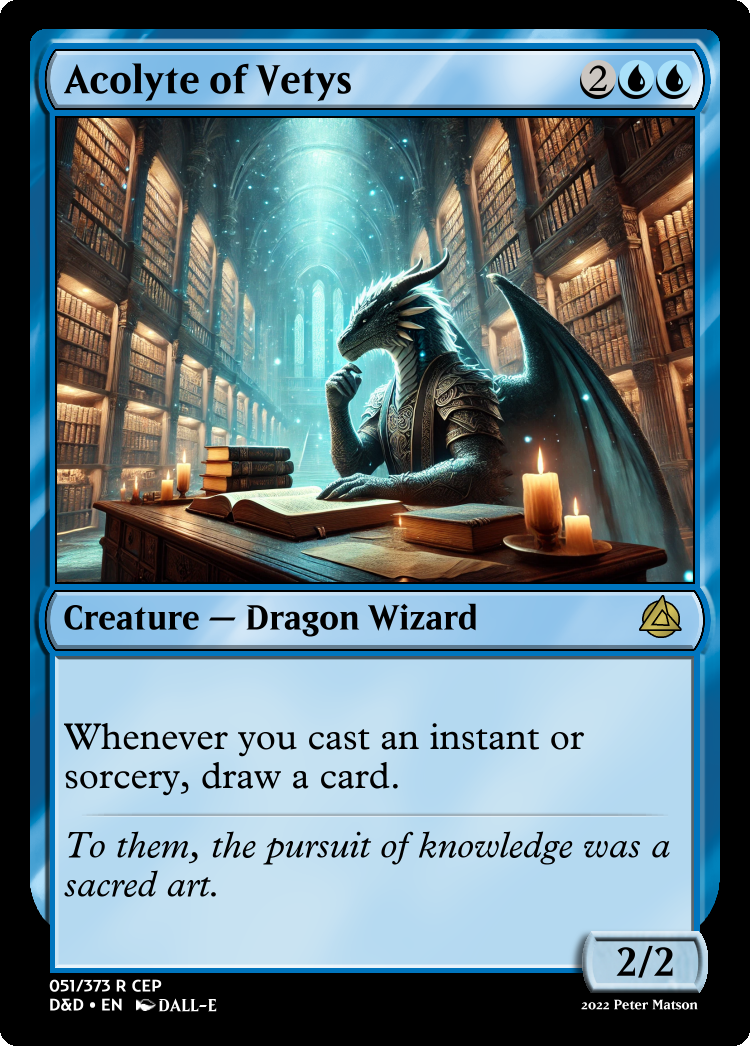 Acolyte of Vetys 2
Creature — Dragon Wizard
Whenever you cast an instant or
sorcery, draw a card.
To them, the pursuit of knowledge was a
sacred art.
2/2
051/373 R CEP
D&D • EN DALL-E
2022 Peter Matson